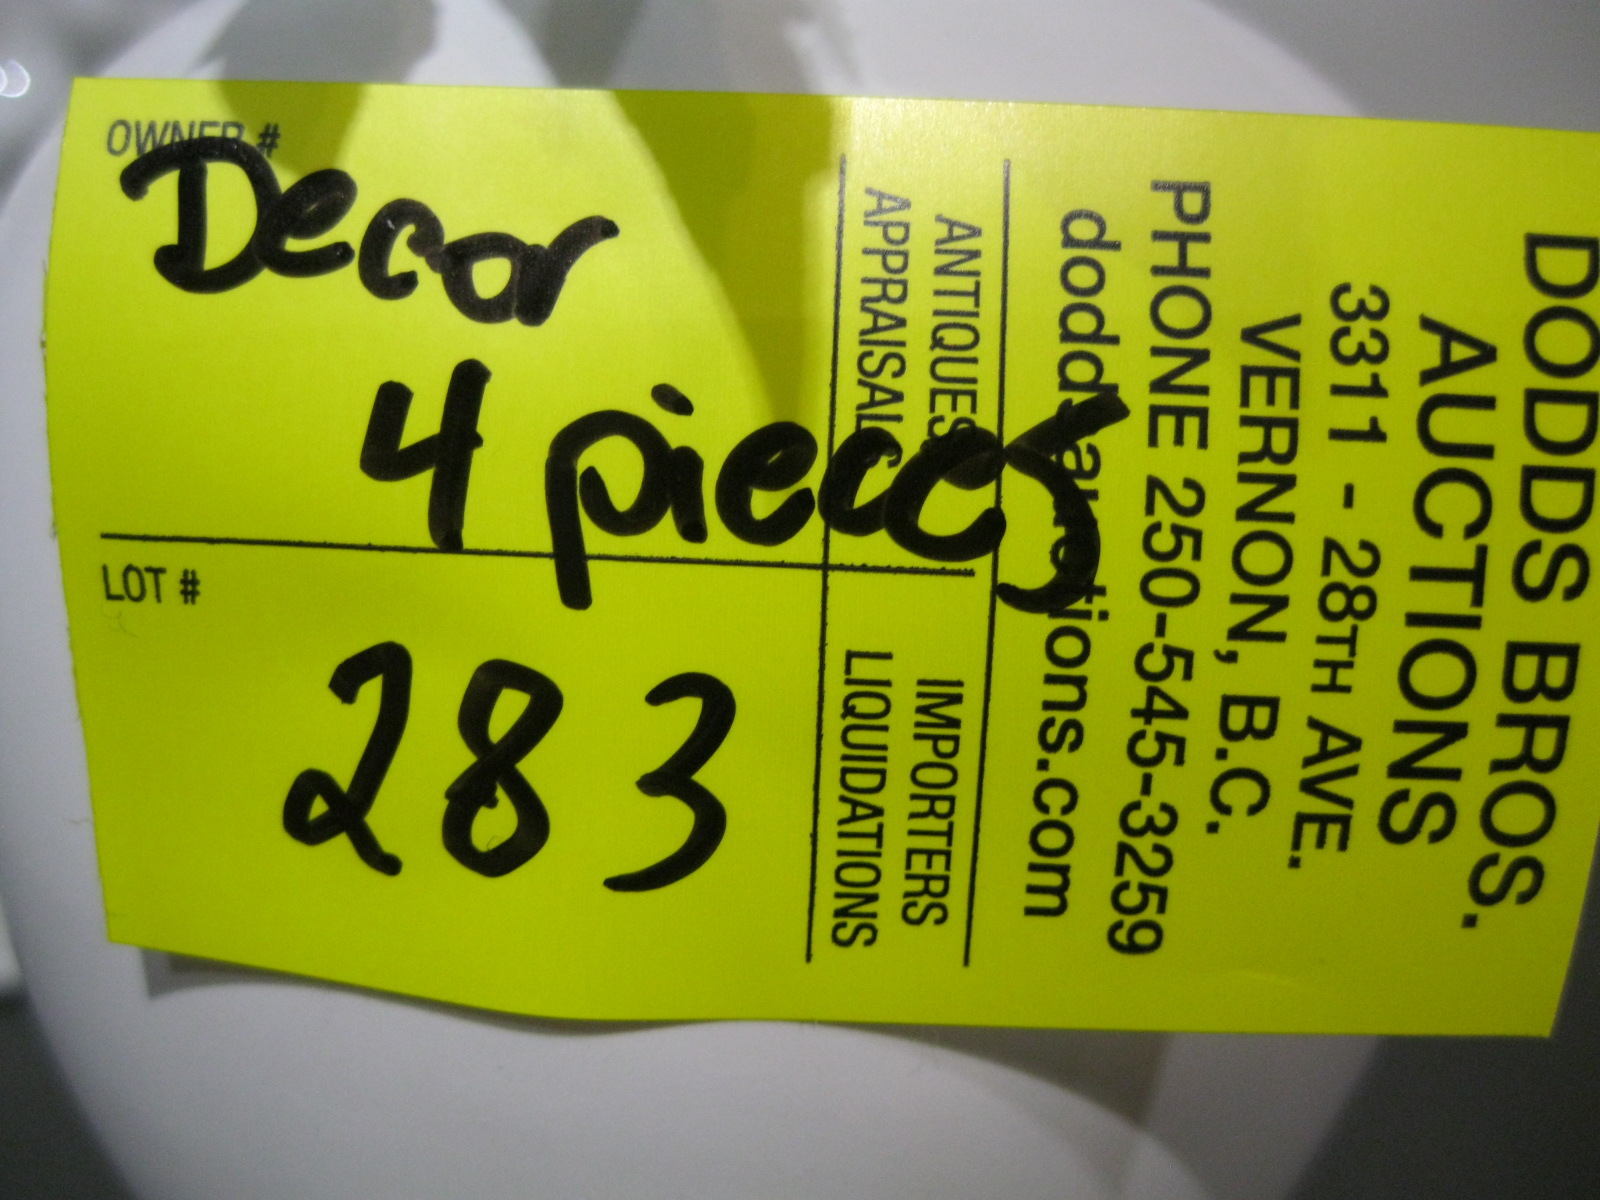 DODDS BROS.
AUCTIONS
3311 - 28TH AVE.
VERNON, B.C.
PHONE 250-545-3259
doddsauctions.com
ANTIQUES IMPORTERS
APPRAISALS LIQUIDATIONS
OWNER #
Decor
4 pieces
LOT #
283